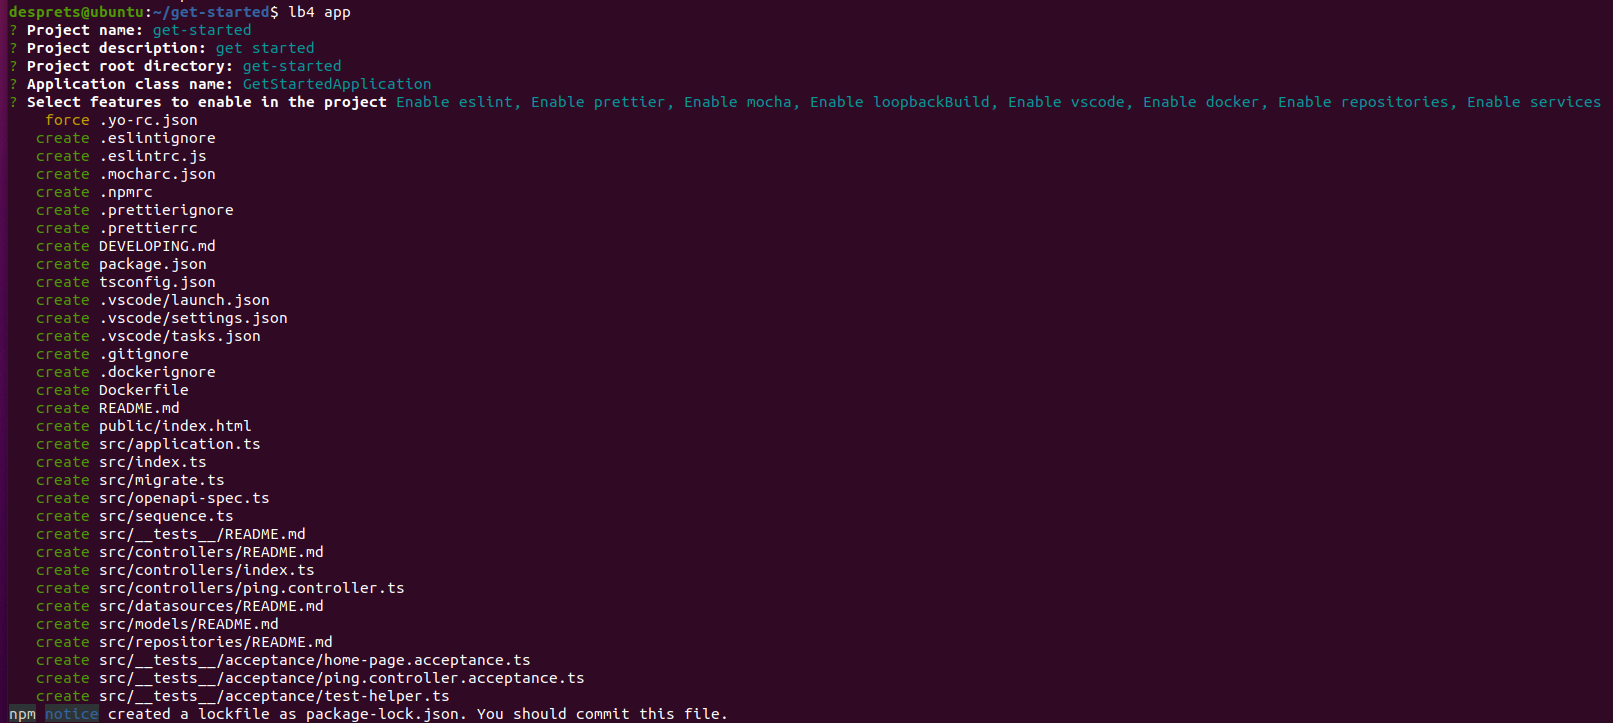 desprets@ubuntu:~/get-started$ lb4 app
? Project name: get-started
? Project description: get started
? Project root directory: get-started
? Application class name: GetStartedApplication
? Select features to enable in the project Enable eslint, Enable prettier, Enable mocha, Enable loopbackBuild, Enable vscode, Enable docker, Enable repositories, Enable services
    force .yo-rc.json
   create .eslintignore
   create .eslintrc.js
   create .mocharc.json
   create .npmrc
   create .prettierignore
   create .prettierrc
   create DEVELOPING.md
   create package.json
   create tsconfig.json
   create .vscode/launch.json
   create .vscode/settings.json
   create .vscode/tasks.json
   create .gitignore
   create .dockerignore
   create Dockerfile
   create README.md
   create public/index.html
   create src/application.ts
   create src/index.ts
   create src/migrate.ts
   create src/openapi-spec.ts
   create src/sequence.ts
   create src/__tests__/README.md
   create src/controllers/README.md
   create src/controllers/index.ts
   create src/controllers/ping.controller.ts
   create src/datasources/README.md
   create src/models/README.md
   create src/repositories/README.md
   create src/__tests__/acceptance/home-page.acceptance.ts
   create src/__tests__/acceptance/ping.controller.acceptance.ts
   create src/__tests__/acceptance/test-helper.ts
npm notice created a lockfile as package-lock.json. You should commit this file.